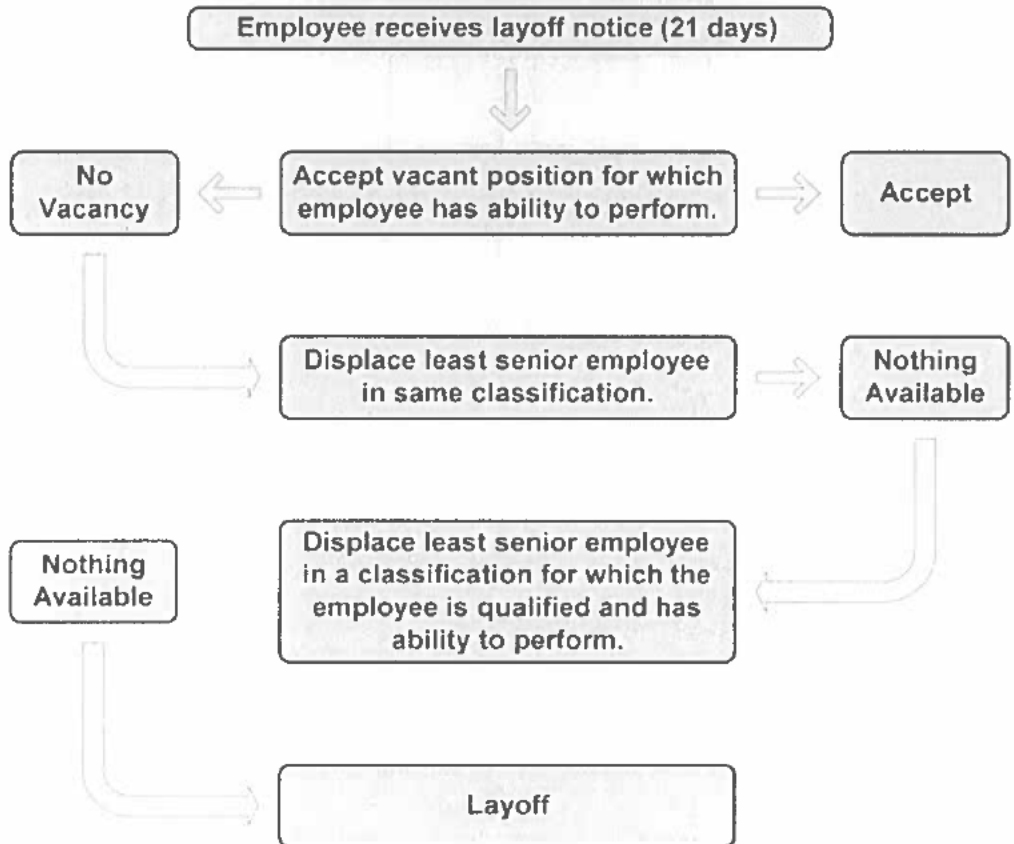 Employee receives layoff notice (21 days)
No
Vacancy
Accept vacant position for which
employee has ability to perform.
Accept
Displace least senior employee
in same classification.
Nothing
Available
Nothing
Available
Displace least senior employee
in a classification for which the
employee is qualified and has
ability to perform.
Layoff